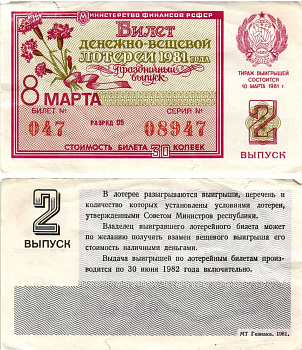 МИНИСТЕРСТВО ФИНАНСОВ РСФСР
БИЛЕТ
ДЕНЕЖНО-ВЕЩЕВОЙ
ЛОТЕРЕИ 1981 ГОДА
Праздничный
выпуск
8 МАРТА
БИЛЕТ № СЕРИЯ №
047 РАЗРЯД 05 08947
СТОИМОСТЬ БИЛЕТА 30 КОПЕЕК
ТИРАЖ ВЫИГРЫШЕЙ
СОСТОИТСЯ
10 МАРТА 1981 г.
2
ВЫПУСК
2
ВЫПУСК
В лотерее разыгрываются выигрыши, перечень и
количество которых установлены условиями лотереи,
утвержденными Советом Министров республики.
Владелец выигравшего лотерейного билета может
по желанию получить взамен вещевого выигрыша его
стоимость наличными деньгами.
Выдача выигрышей по лотерейным билетам производится
по 30 июня 1982 года включительно.
МТ Гознака. 1981.